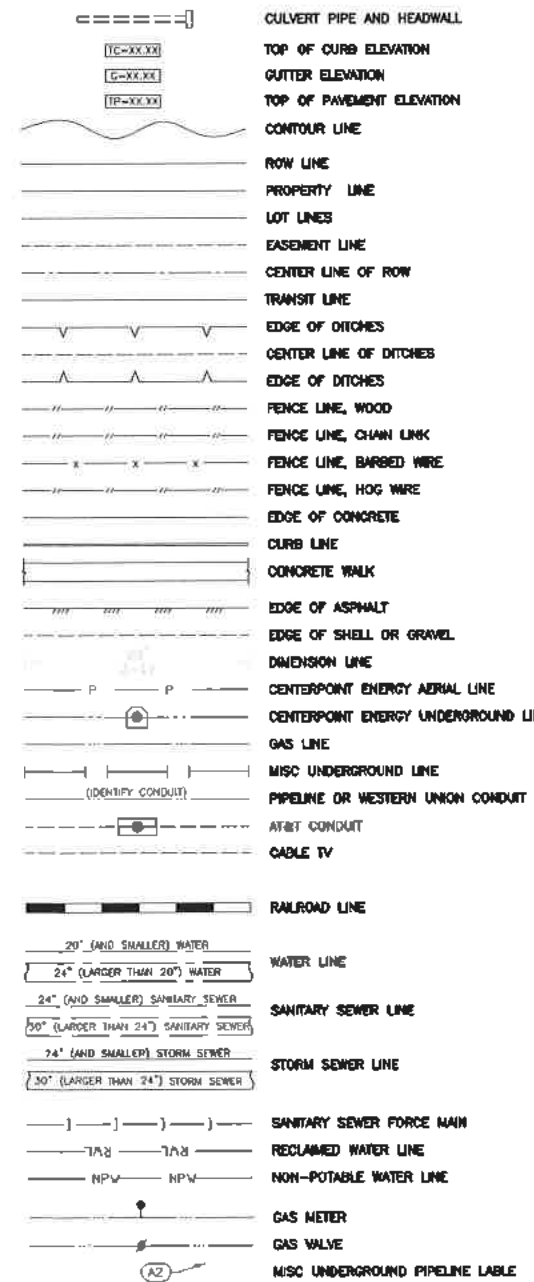 CULVERT PIPE AND HEADWALL
TC-XX.XX TOP OF CURB ELEVATION
G-XX.XX GUTTER ELEVATION
TP-XX.XX TOP OF PAVEMENT ELEVATION
CONTOUR LINE
ROW LINE
PROPERTY LINE
LOT LINES
EASEMENT LINE
CENTER LINE OF ROW
TRANSIT LINE
EDGE OF DITCHES
CENTER LINE OF DITCHES
EDGE OF DITCHES
FENCE LINE, WOOD
FENCE LINE, CHAIN LINK
X X X FENCE LINE, BARBED WIRE
FENCE LINE, HOG WIRE
EDGE OF CONCRETE
CURB LINE
CONCRETE WALK
EDGE OF ASPHALT
EDGE OF SHELL OR GRAVEL
DIMENSION LINE
P P CENTERPOINT ENERGY AERIAL LINE
CENTERPOINT ENERGY UNDERGROUND LI
GAS LINE
MISC UNDERGROUND LINE
(IDENTIFY CONDUIT) PIPELINE OR WESTERN UNION CONDUIT
AT&T CONDUIT
CABLE TV
RAILROAD LINE
20" (AND SMALLER) WATER
WATER LINE
24" (LARGER THAN 20") WATER
24" (AND SMALLER) SANITARY SEWER
SANITARY SEWER LINE
30" (LARGER THAN 24") SANITARY SEWER
24" (AND SMALLER) STORM SEWER
STORM SEWER LINE
30" (LARGER THAN 24") STORM SEWER
SANITARY SEWER FORCE MAIN
RWL RWL RECLAIMED WATER LINE
NPW NPW NON-POTABLE WATER LINE
GAS METER
GAS VALVE
A2 MISC UNDERGROUND PIPELINE LABLE